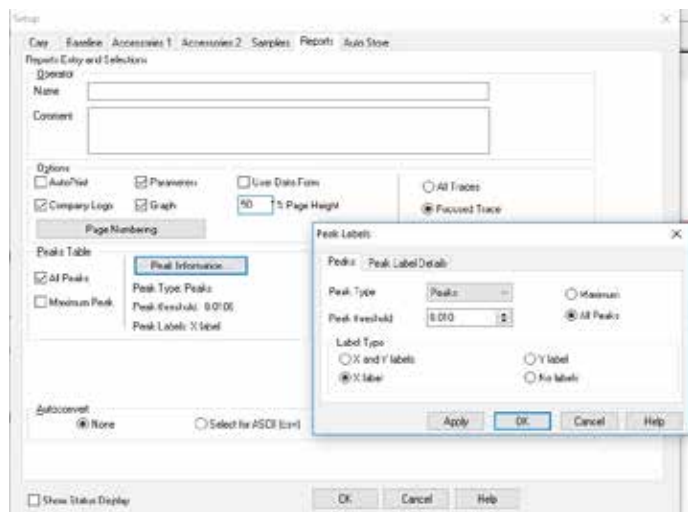 Setup
Cary Baseline Accessories 1 Accessories 2 Samplers Reports Auto Store
Reports Entry and Selections
Operator
Name
Comment
Options
AutoPrint Parameters User Data Form All Traces
Company Logo Graph 50 % Page Height Focused Trace
Page Numbering
Peaks Table
All Peaks Peak Information...
Peak Type: Peaks
Maximum Peak Peak threshold: 0.0100
Peak Labels: X label
Autoconvert
None Select for ASCII (csv)
Show Status Display OK Cancel Help
Peak Labels
Peaks Peak Label Details
Peak Type Peaks Maximum
Peak threshold 0.010 All Peaks
Label Type
X and Y labels Y label
X label No labels
Apply OK Cancel Help